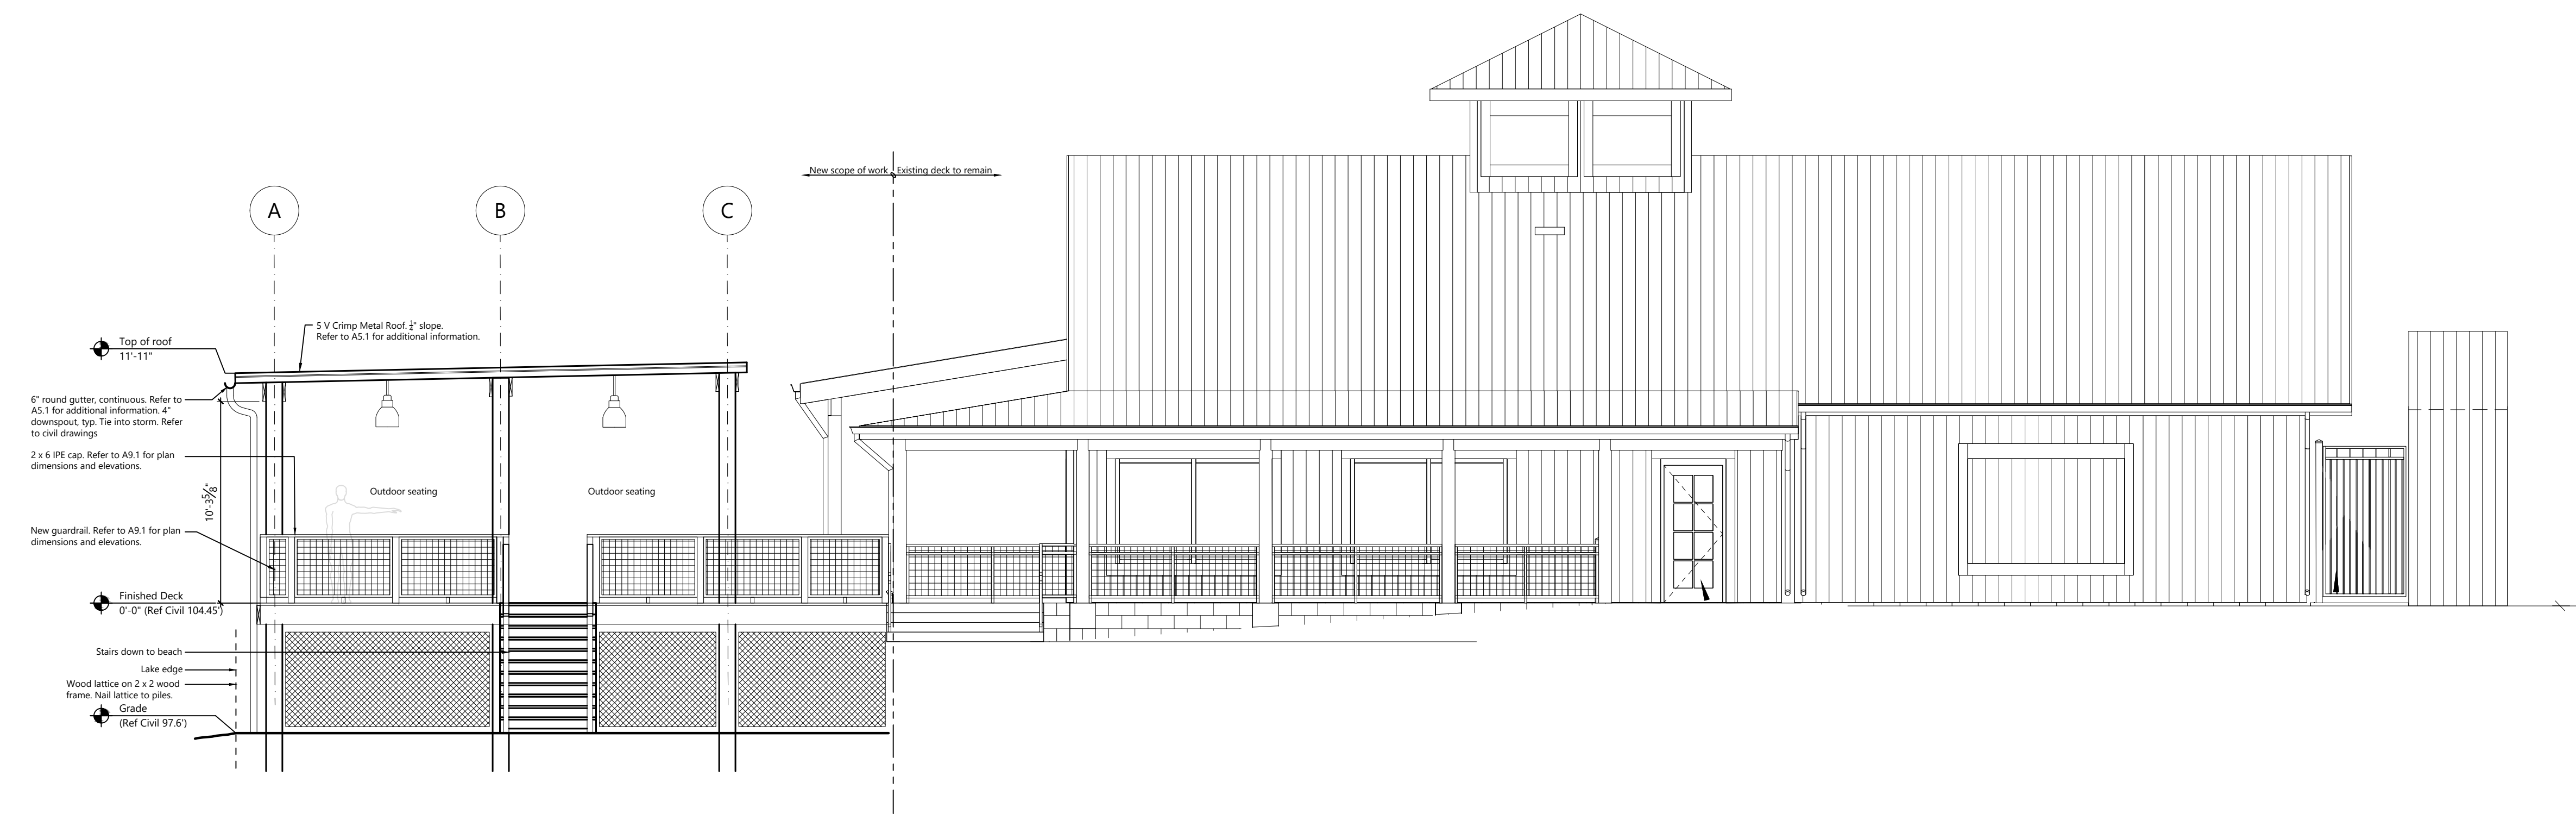 New scope of work
Existing deck to remain
A
B
C
5 V Crimp Metal Roof. ¼" slope.
Refer to A5.1 for additional information.
Top of roof
11'-11"
6" round gutter, continuous. Refer to
A5.1 for additional information. 4"
downspout, typ. Tie into storm. Refer
to civil drawings
2 x 6 IPE cap. Refer to A9.1 for plan
dimensions and elevations.
10'-3⅝"
Outdoor seating
Outdoor seating
New guardrail. Refer to A9.1 for plan
dimensions and elevations.
Finished Deck
0'-0" (Ref Civil 104.45')
Stairs down to beach
Lake edge
Wood lattice on 2 x 2 wood
frame. Nail lattice to piles.
Grade
(Ref Civil 97.6')